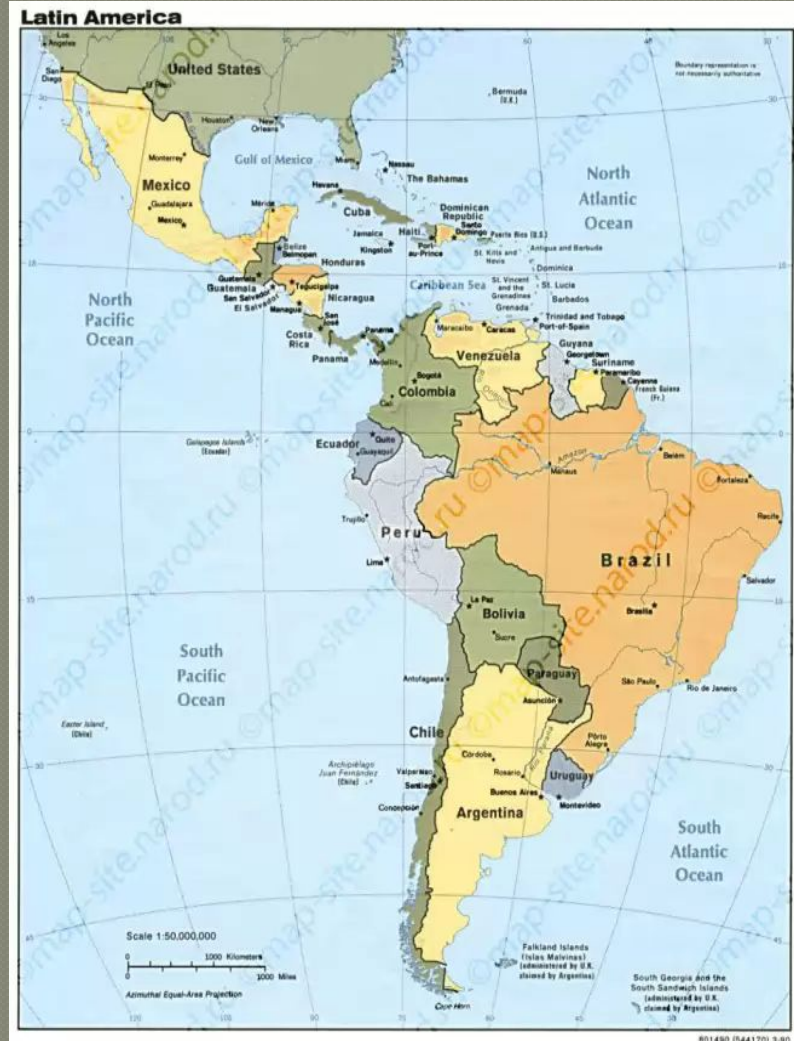 Latin America
Los Angeles
San Diego
El Paso
United States
Houston
New Orleans
Bermuda
(U.K.)
Boundary representation is
not necessarily authoritative
Monterrey
Gulf of Mexico
Miami
Nassau
The Bahamas
Mexico
Guadalajara
Mexico
Mérida
Havana
Cuba
North
Atlantic
Ocean
Jamaica
Kingston
Haiti
Port-
au-Prince
Dominican
Republic
Santo
Domingo
Puerto Rico (U.S.)
St. Kitts and
Nevis
Antigua and Barbuda
Dominica
Belize
Belmopan
Guatemala
Guatemala
San Salvador
El Salvador
Honduras
Tegucigalpa
Nicaragua
Managua
Caribbean Sea
St. Vincent
and the
Grenadines
St. Lucia
Barbados
Grenada
Trinidad and Tobago
Port-of-Spain
North
Pacific
Ocean
San
José
Costa
Rica
Panama
Panama
Maracaibo
Caracas
Venezuela
Guyana
Georgetown
Suriname
Paramaribo
Cayenne
French Guiana
(Fr.)
Medellín
Bogotá
Colombia
Cali
Galapagos Islands
(Ecuador)
Ecuador
Quito
Guayaquil
Amazon
Manaus
Belém
Fortaleza
Recife
Trujillo
Peru
Lima
Brazil
Salvador
Brasília
La Paz
Bolivia
Sucre
South
Pacific
Ocean
Antofagasta
Paraguay
Asunción
São Paulo
Rio de Janeiro
Easter Island
(Chile)
Chile
Archipiélago
Juan Fernández
(Chile)
Valparaíso
Santiago
Concepción
Córdoba
Rosario
Rio Paraná
Buenos Aires
Pôrto
Alegre
Uruguay
Montevideo
Argentina
South
Atlantic
Ocean
Scale 1:50,000,000
0 1000 Kilometers
0 1000 Miles
Azimuthal Equal-Area Projection
Falkland Islands
(Islas Malvinas)
(administered by U.K.
claimed by Argentina)
South Georgia and the
South Sandwich Islands
(administered by U.K.
claimed by Argentina)
Cape Horn
801490 (544170) 3-90
©map-site.narod.ru